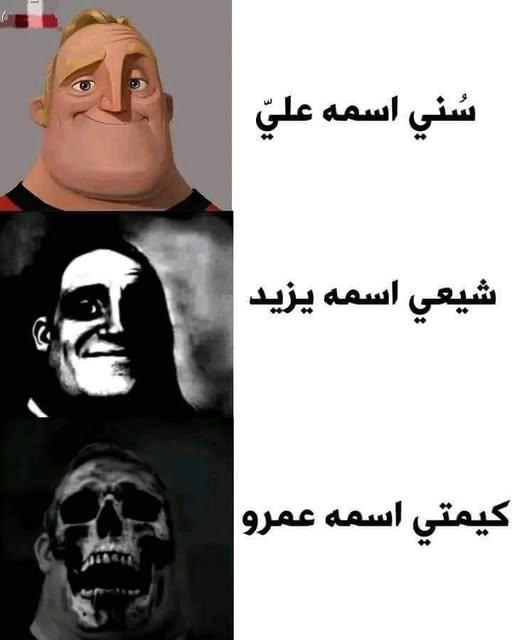 سُني اسمه عليّ
شيعي اسمه يزيد
كيمتي اسمه عمرو